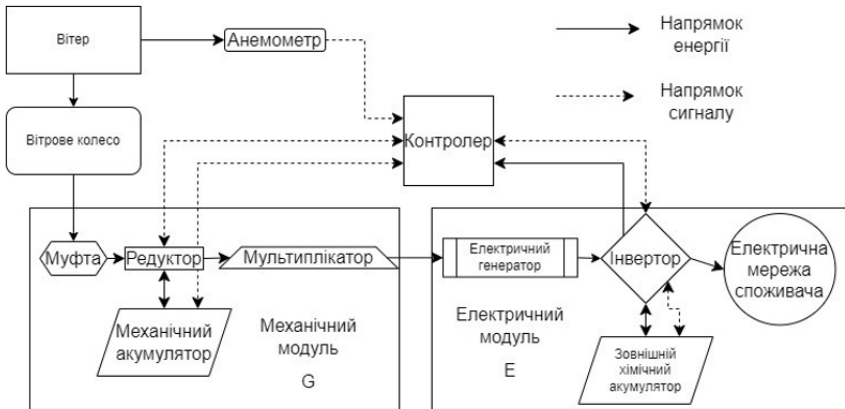 Вітер
Анемометр
Напрямок
енергії
Напрямок
сигналу
Вітрове колесо
Контролер
Муфта
Редуктор
Мультиплікатор
Електричний
генератор
Інвертор
Електрична
мережа
споживача
Механічний
акумулятор
Механічний
модуль
G
Електричний
модуль
E
Зовнішній
хімічний
акумулятор